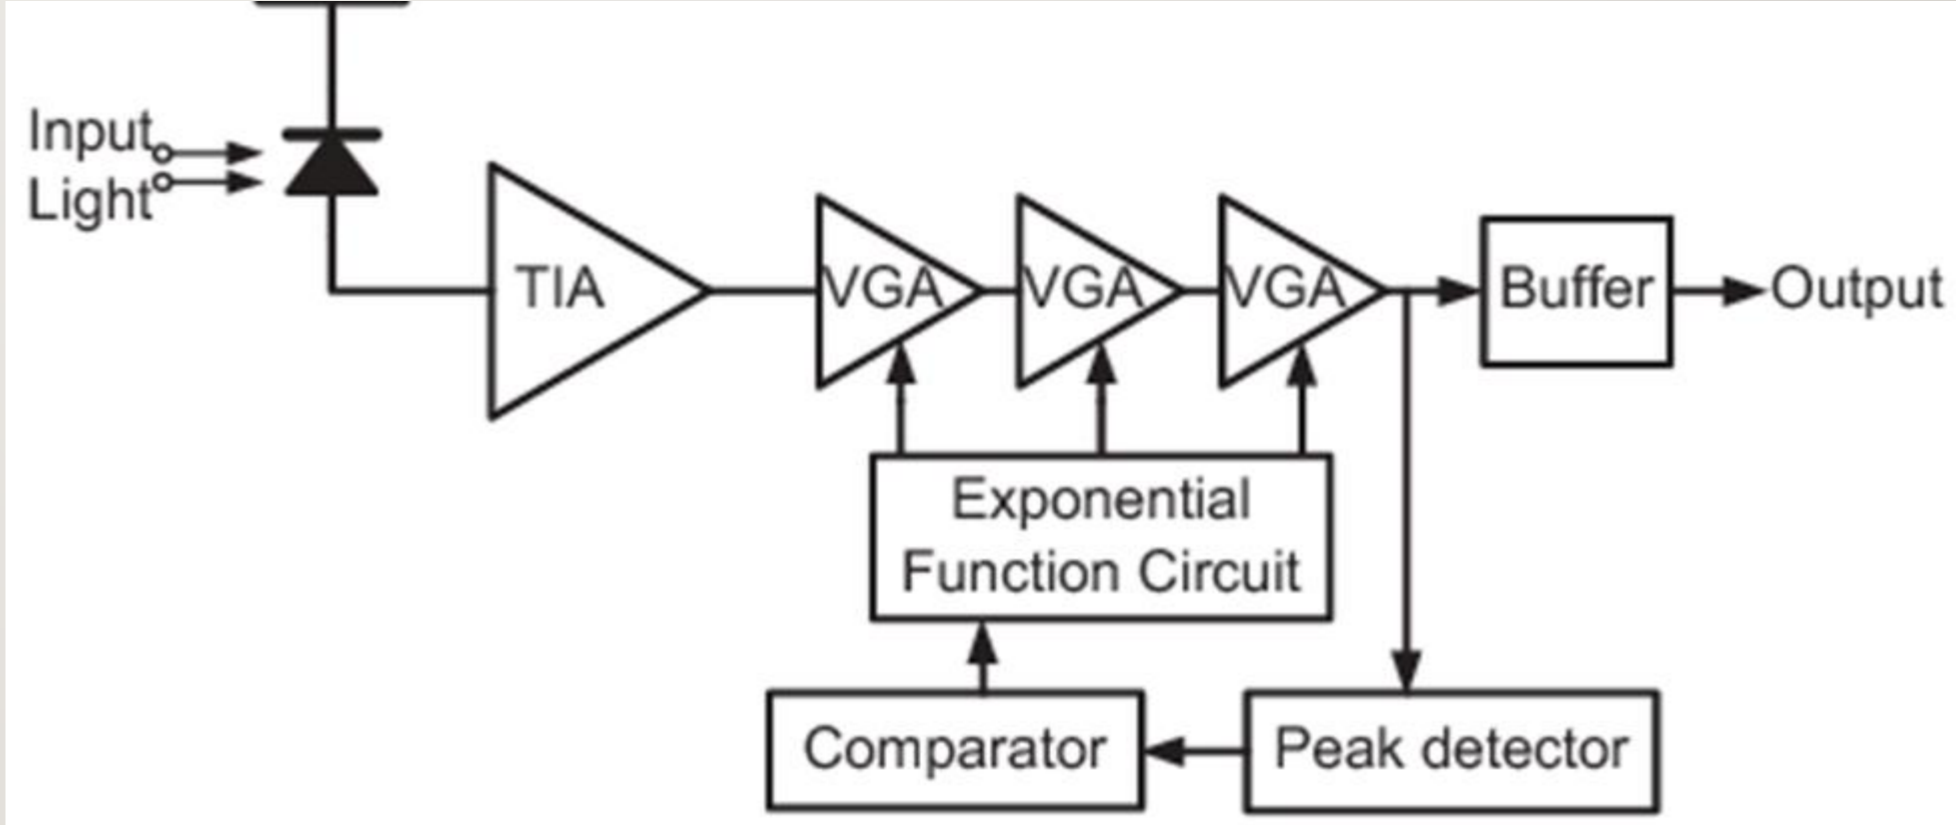 Input
Light
TIA
VGA
VGA
VGA
Buffer
Output
Exponential
Function Circuit
Comparator
Peak detector